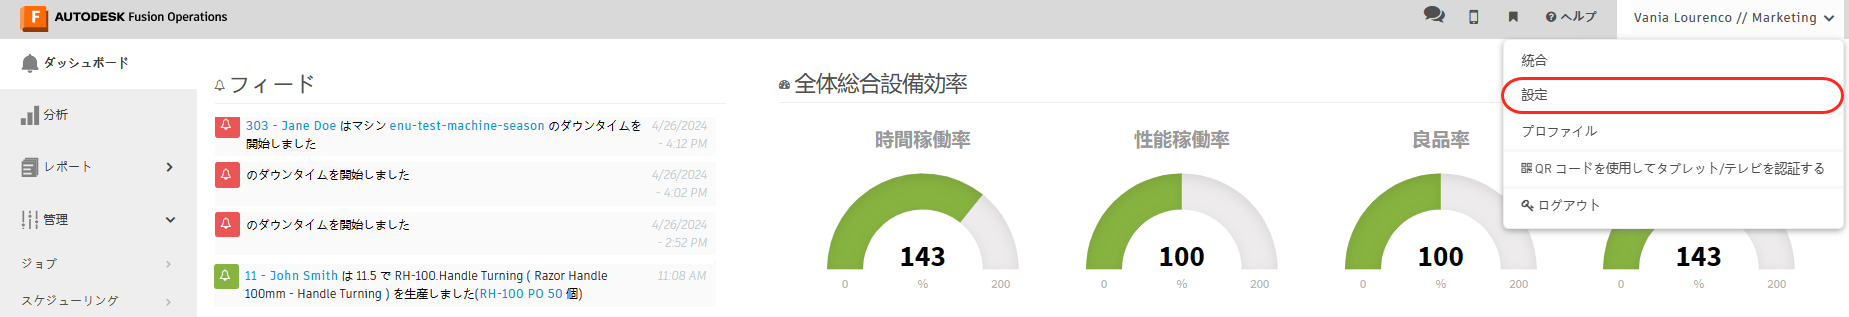 F AUTODESK Fusion Operations
ヘルプ
Vania Lourenco // Marketing
ダッシュボード
分析
レポート
管理
ジョブ
スケジューリング
フィード
303 - Jane Doe はマシン enu-test-machine-season のダウンタイムを
開始しました
4/26/2024
- 4:12 PM
のダウンタイムを開始しました
4/26/2024
- 4:02 PM
のダウンタイムを開始しました
4/26/2024
- 2:52 PM
11 - John Smith は 11.5 で RH-100.Handle Turning ( Razor Handle
100mm - Handle Turning ) を生産しました(RH-100 PO 50 個)
11:08 AM
全体総合設備効率
時間稼働率
143
0 % 200
性能稼働率
100
0 % 200
良品率
100
0 % 200
143
0 % 200
統合
設定
プロファイル
QR コードを使用してタブレット/テレビを認証する
ログアウト